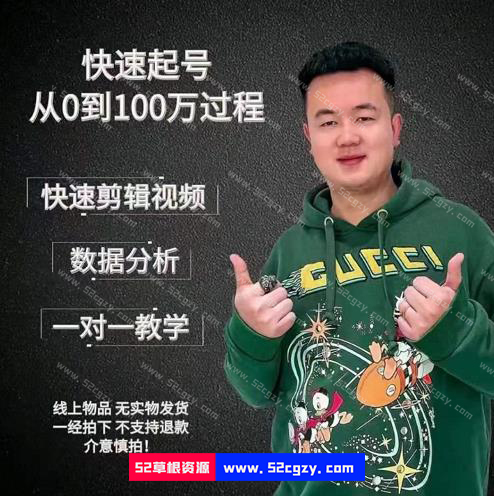 快速起号
从0到100万过程
快速剪辑视频
数据分析
一对一教学
GUCCI
线上物品 无实物发货
一经拍下 不支持退款
介意慎拍!
52草根资源 www.52cgzy.com
www.52cgzy.com